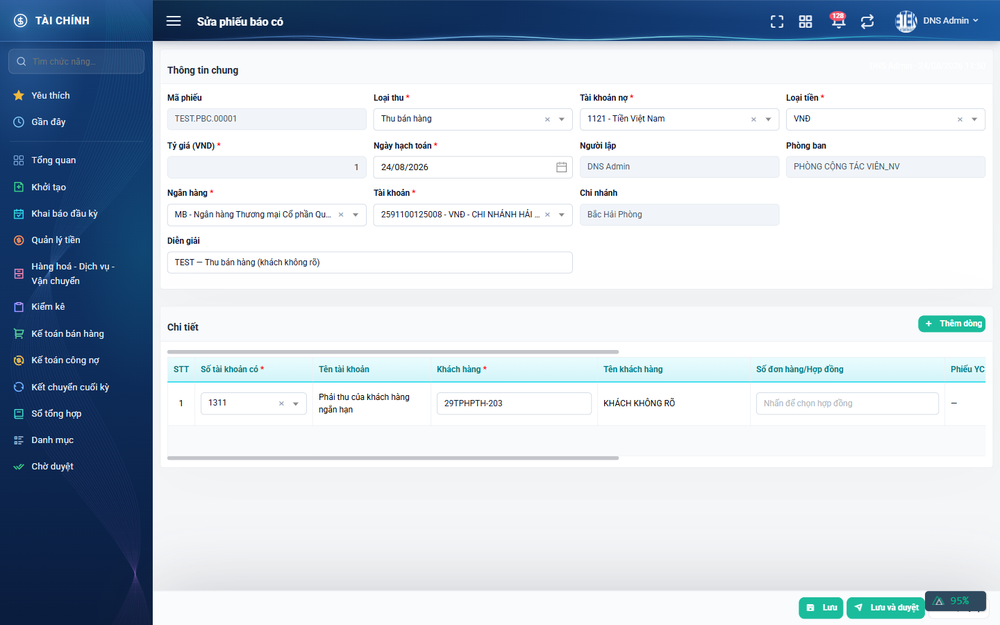 TÀI CHÍNH
Sửa phiếu báo có
128
DNS Admin
Tìm chức năng...
Yêu thích
Gần đây
Tổng quan
Khởi tạo
Khai báo đầu kỳ
Quản lý tiền
Hàng hoá - Dịch vụ -
Vận chuyển
Kiểm kê
Kế toán bán hàng
Kế toán công nợ
Kết chuyển cuối kỳ
Sổ tổng hợp
Danh mục
Chờ duyệt
Thông tin chung
Mã phiếu
Loại thu *
Tài khoản nợ *
Loại tiền *
TEST.PBC.00001
Thu bán hàng
1121 - Tiền Việt Nam
VNĐ
Tỷ giá (VND) *
Ngày hạch toán *
Người lập
Phòng ban
1
24/08/2026
DNS Admin
PHÒNG CỘNG TÁC VIÊN_NV
Ngân hàng *
Tài khoản *
Chi nhánh
MB - Ngân hàng Thương mại Cổ phần Qu...
2591100125008 - VNĐ - CHI NHÁNH HẢI ...
Bắc Hải Phòng
Diễn giải
TEST — Thu bán hàng (khách không rõ)
Chi tiết
Thêm dòng
STT
Số tài khoản có *
Tên tài khoản
Khách hàng *
Tên khách hàng
Số đơn hàng/Hợp đồng
Phiếu YC
1
1311
Phải thu của khách hàng
ngắn hạn
29TPHPTH-203
KHÁCH KHÔNG RÕ
Nhấn để chọn hợp đồng
—
Lưu
Lưu và duyệt
95%